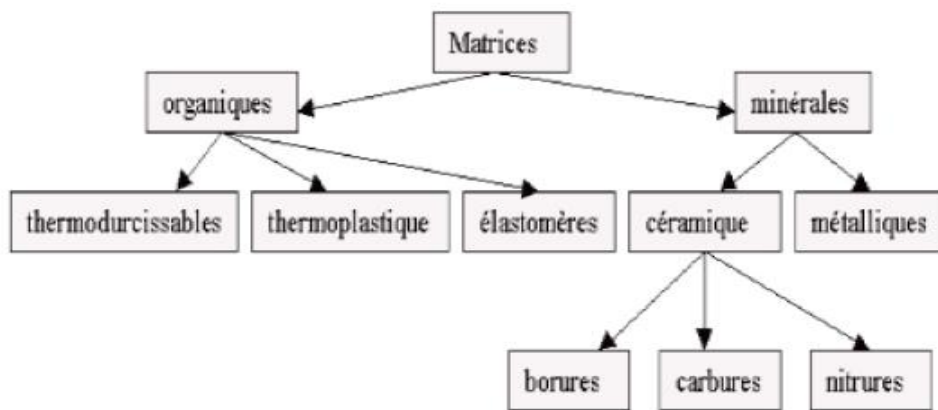 Matrices
organiques
minérales
thermodurcissables
thermoplastique
élastomères
céramique
métalliques
borures
carbures
nitrures